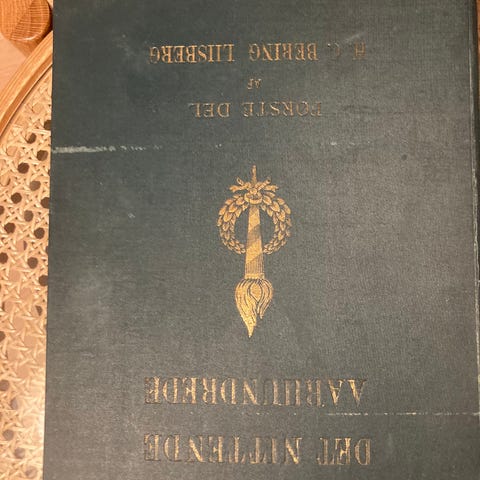 DET NITTENDE
AARHUNDREDE
FØRSTE DEL
AF
H. C. BERING LIISBERG